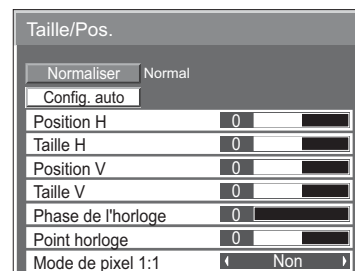 Taille/Pos.
Normaliser Normal
Config. auto
Position H 0
Taille H 0
Position V 0
Taille V 0
Phase de l'horloge 0
Point horloge 0
Mode de pixel 1:1 Non